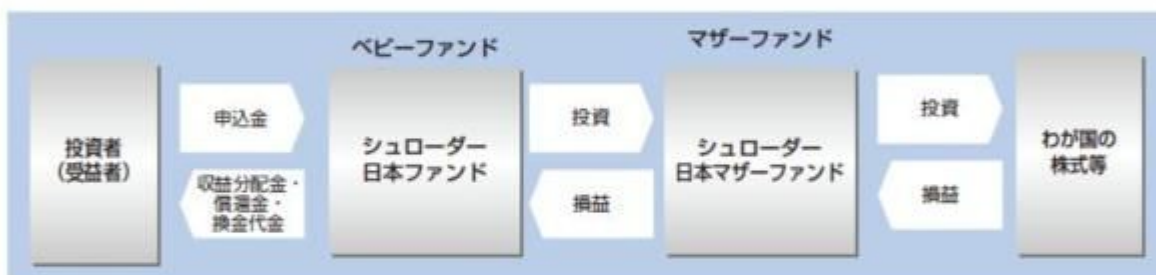 ベビーファンド
マザーファンド
投資者
（受益者）
申込金
収益分配金・
償還金・
換金代金
シュローダー
日本ファンド
投資
損益
シュローダー
日本マザーファンド
投資
損益
わが国の
株式等